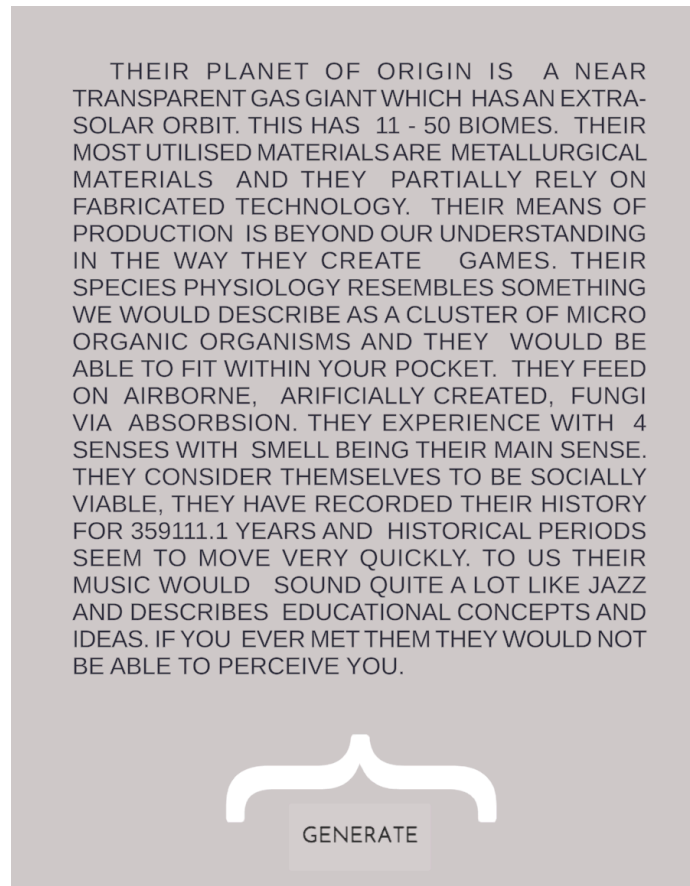 THEIR PLANET OF ORIGIN IS A NEAR
TRANSPARENT GAS GIANT WHICH HAS AN EXTRA-
SOLAR ORBIT. THIS HAS 11 - 50 BIOMES. THEIR
MOST UTILISED MATERIALS ARE METALLURGICAL
MATERIALS AND THEY PARTIALLY RELY ON
FABRICATED TECHNOLOGY. THEIR MEANS OF
PRODUCTION IS BEYOND OUR UNDERSTANDING
IN THE WAY THEY CREATE GAMES. THEIR
SPECIES PHYSIOLOGY RESEMBLES SOMETHING
WE WOULD DESCRIBE AS A CLUSTER OF MICRO
ORGANIC ORGANISMS AND THEY WOULD BE
ABLE TO FIT WITHIN YOUR POCKET. THEY FEED
ON AIRBORNE, ARIFICIALLY CREATED, FUNGI
VIA ABSORBSION. THEY EXPERIENCE WITH 4
SENSES WITH SMELL BEING THEIR MAIN SENSE.
THEY CONSIDER THEMSELVES TO BE SOCIALLY
VIABLE, THEY HAVE RECORDED THEIR HISTORY
FOR 359111.1 YEARS AND HISTORICAL PERIODS
SEEM TO MOVE VERY QUICKLY. TO US THEIR
MUSIC WOULD SOUND QUITE A LOT LIKE JAZZ
AND DESCRIBES EDUCATIONAL CONCEPTS AND
IDEAS. IF YOU EVER MET THEM THEY WOULD NOT
BE ABLE TO PERCEIVE YOU.
GENERATE